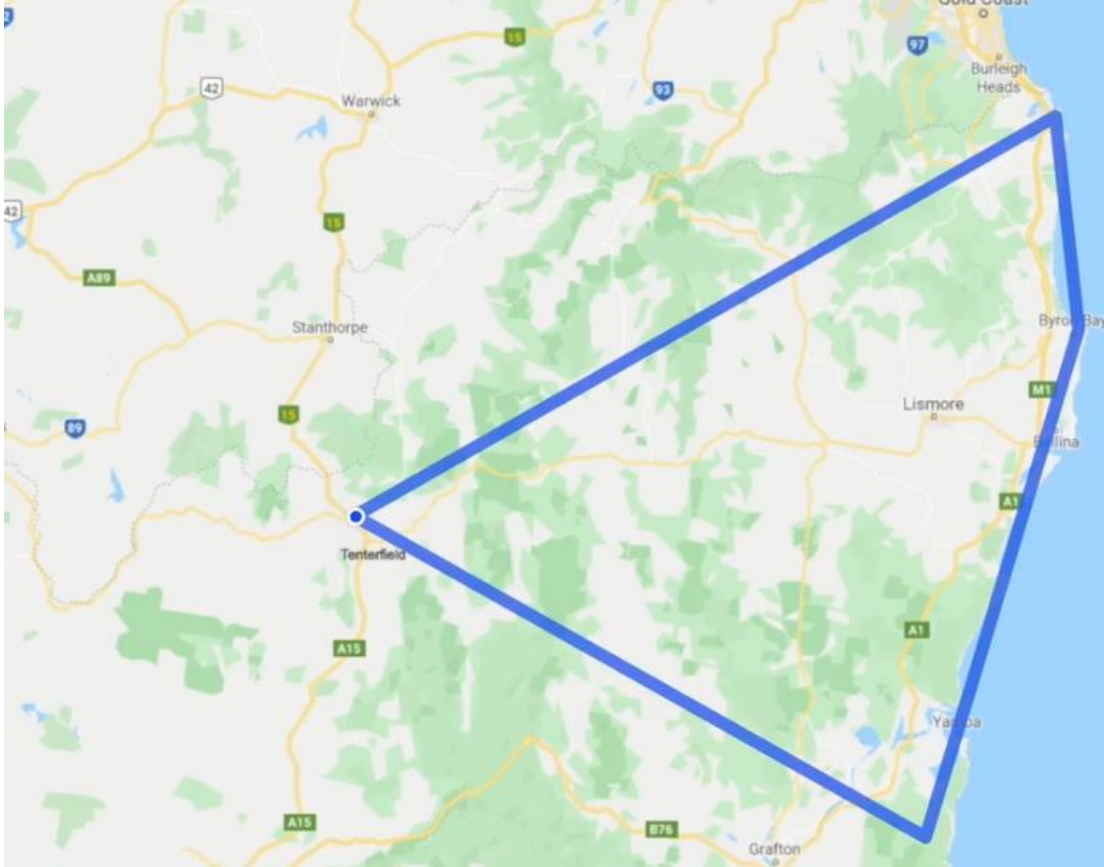 Gold Coast
2
15
97
Burleigh
Heads
42
93
Warwick
42
15
A89
Stanthorpe
Byron Bay
M1
Lismore
15
89
Ballina
A1
Tenterfield
A1
A15
Yamba
A15
B76
Grafton